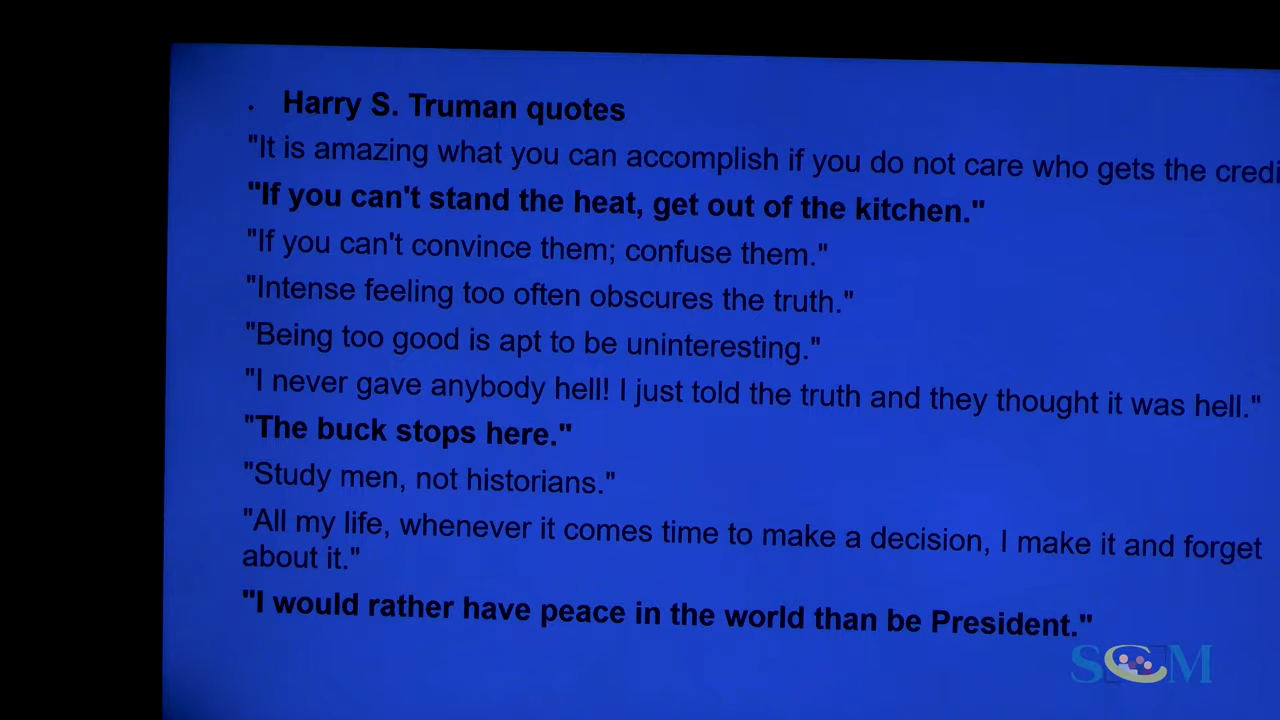 . Harry S. Truman quotes
"It is amazing what you can accomplish if you do not care who gets the credi
"If you can't stand the heat, get out of the kitchen."
"If you can't convince them; confuse them."
"Intense feeling too often obscures the truth."
"Being too good is apt to be uninteresting."
"I never gave anybody hell! I just told the truth and they thought it was hell."
"The buck stops here."
"Study men, not historians."
"All my life, whenever it comes time to make a decision, I make it and forget
about it."
"I would rather have peace in the world than be President."
SCM